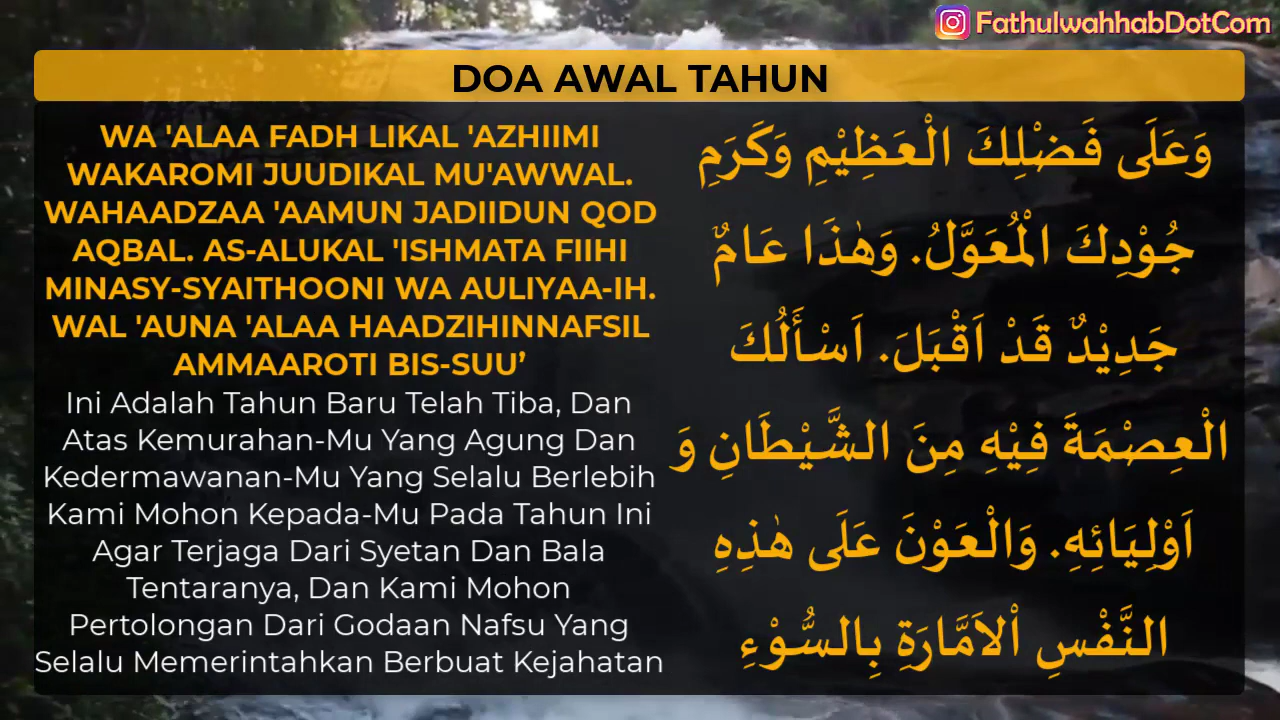 FathulwahhabDotCom
DOA AWAL TAHUN
WA 'ALAA FADH LIKAL 'AZHIIMI
WAKAROMI JUUDIKAL MU'AWWAL.
WAHAADZAA 'AAMUN JADIIDUN QOD
AQBAL. AS-ALUKAL 'ISHMATA FIIHI
MINASY-SYAITHOONI WA AULIYAA-IH.
WAL 'AUNA 'ALAA HAADZIHINNAFSIL
AMMAAROTI BIS-SUU’
Ini Adalah Tahun Baru Telah Tiba, Dan
Atas Kemurahan-Mu Yang Agung Dan
Kedermawanan-Mu Yang Selalu Berlebih
Kami Mohon Kepada-Mu Pada Tahun Ini
Agar Terjaga Dari Syetan Dan Bala
Tentaranya, Dan Kami Mohon
Pertolongan Dari Godaan Nafsu Yang
Selalu Memerintahkan Berbuat Kejahatan
وَعَلَى فَضْلِكَ الْعَظِيْمِ وَكَرَمِ
جُوْدِكَ الْمُعَوَّلُ. وَهٰذَا عَامٌ
جَدِيْدٌ قَدْ اَقْبَلَ. اَسْأَلُكَ
الْعِصْمَةَ فِيْهِ مِنَ الشَّيْطَانِ وَ
اَوْلِيَائِهِ. وَالْعَوْنَ عَلَى هٰذِهِ
النَّفْسِ اْلاَمَّارَةِ بِالسُّوْءِ